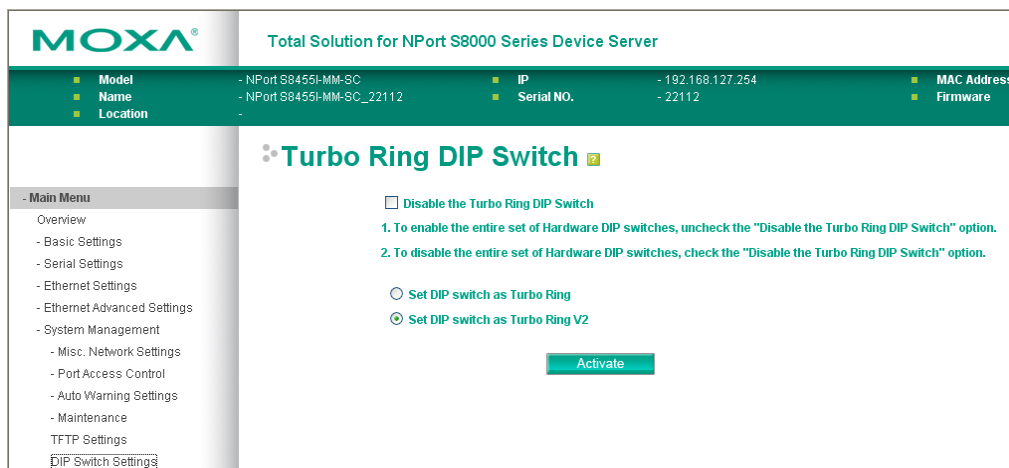 MOXA®
Total Solution for NPort S8000 Series Device Server
Model - NPort S8455I-MM-SC IP - 192.168.127.254 MAC Address
Name - NPort S8455I-MM-SC_22112 Serial NO. - 22112 Firmware
Location -
Turbo Ring DIP Switch ?
- Main Menu
Overview
- Basic Settings
- Serial Settings
- Ethernet Settings
- Ethernet Advanced Settings
- System Management
- Misc. Network Settings
- Port Access Control
- Auto Warning Settings
- Maintenance
TFTP Settings
DIP Switch Settings
Disable the Turbo Ring DIP Switch
1. To enable the entire set of Hardware DIP switches, uncheck the "Disable the Turbo Ring DIP Switch" option.
2. To disable the entire set of Hardware DIP switches, check the "Disable the Turbo Ring DIP Switch" option.
Set DIP switch as Turbo Ring
Set DIP switch as Turbo Ring V2
Activate